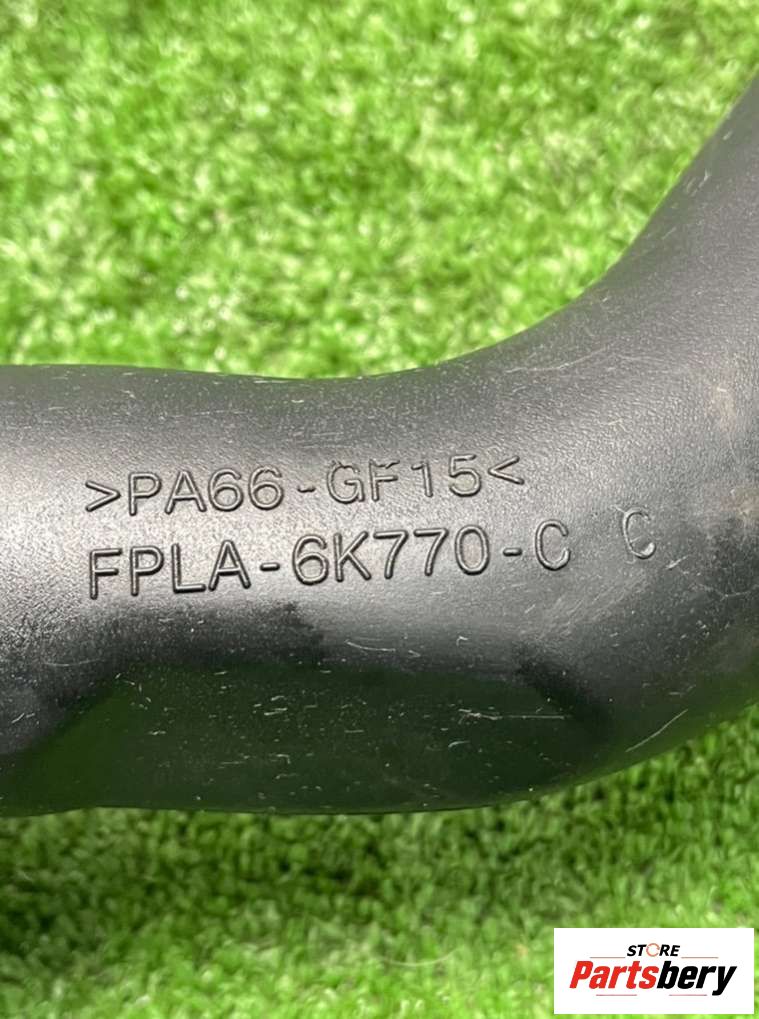 >PA66-GF15<
FPLA-6K770-C C
STORE
Partsbery